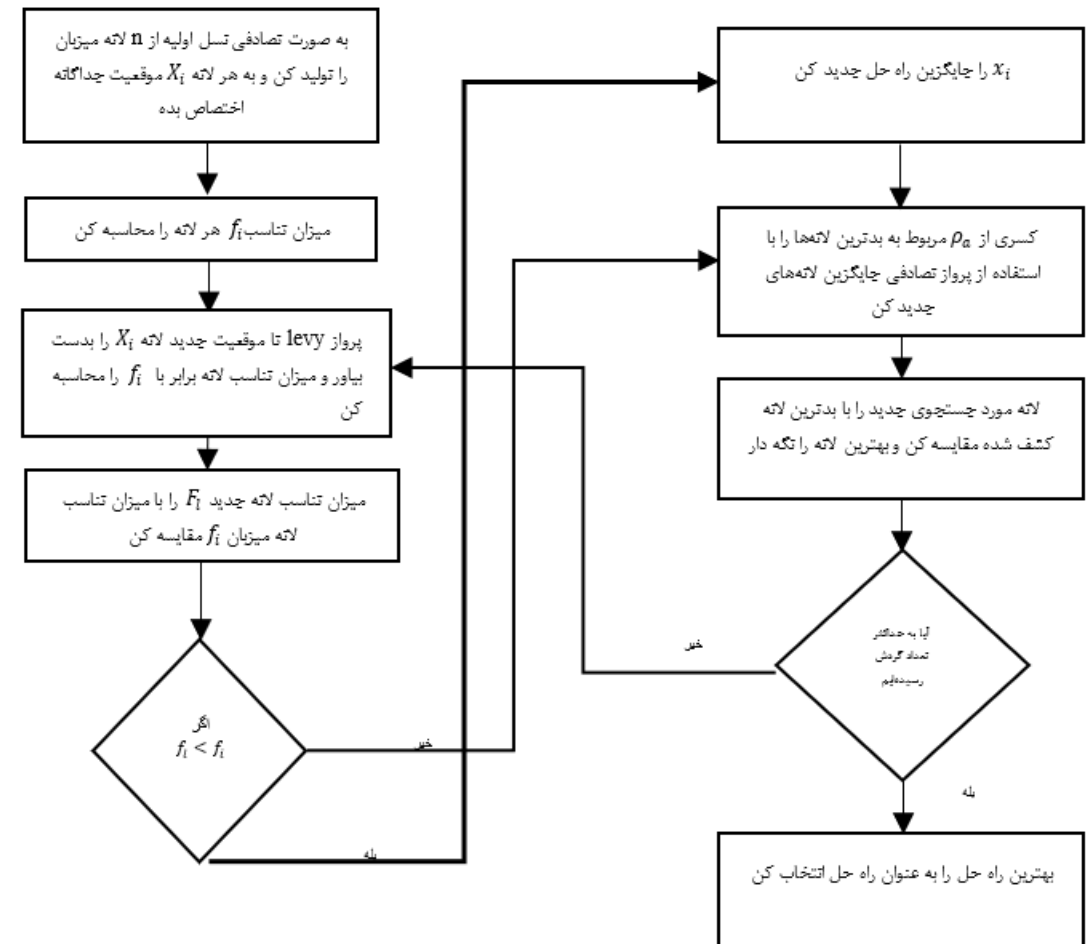 به صورت تصادفی نسل اولیه از n لانه میزبان
را تولید کن و به هر لانه X_i موقعیت جداگانه
اختصاص بده
میزان تناسب f_i هر لانه را محاسبه کن
پرواز levy تا موقعیت جدید لانه X_i را بدست
بیاور و میزان تناسب لانه برابر با f_i را محاسبه
کن
میزان تناسب لانه جدید F_l را با میزان تناسب
لانه میزبان f_i مقایسه کن
اگر
f_i < f_i
خیر
بله
x_i را جایگزین راه حل جدید کن
کسری از ρ_a مربوط به بدترین لانه‌ها را با
استفاده از پرواز تصادفی جایگزین لانه‌های
جدید کن
لانه مورد جستجوی جدید را با بدترین لانه
کشف شده مقایسه کن و بهترین لانه را نگه دار
آیا به حداکثر
تعداد گردش
رسیده‌ایم
خیر
بله
بهترین راه حل را به عنوان راه حل انتخاب کن